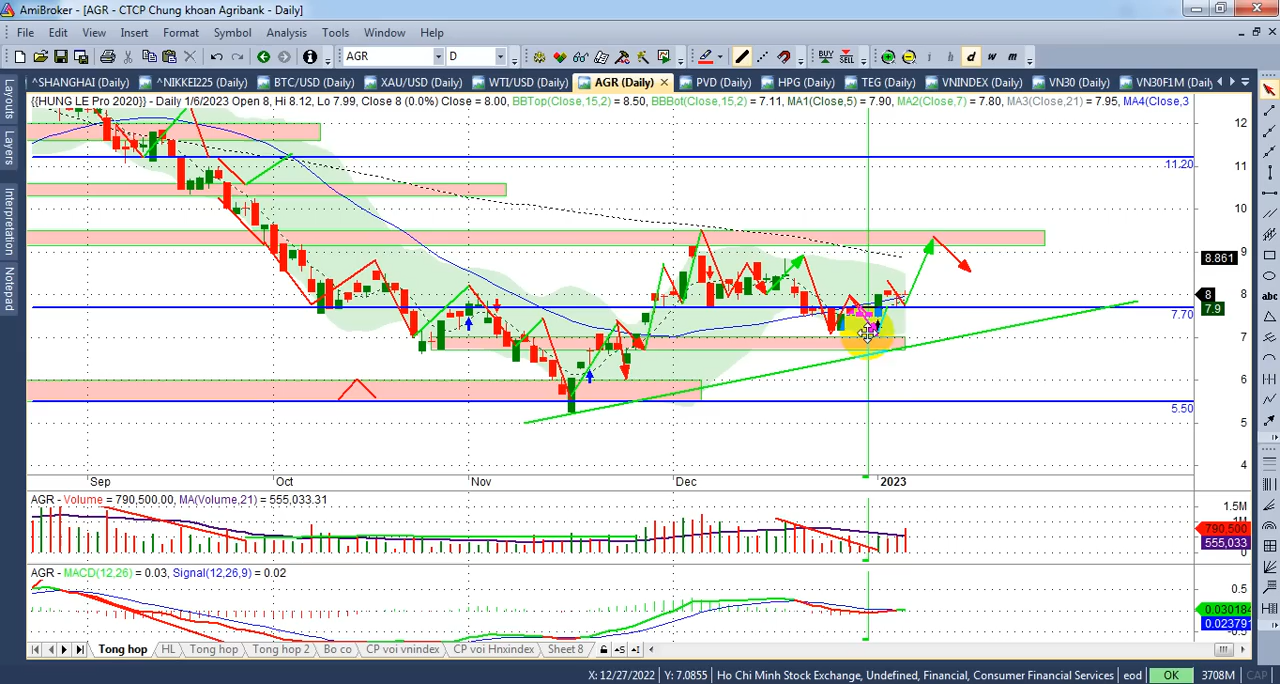 AmiBroker - [AGR - CTCP Chung khoan Agribank - Daily]
File Edit View Insert Format Symbol Analysis Tools Window Help
AGR D BUY SELL i h d w m
^SHANGHAI (Daily) ^NIKKEI225 (Daily) BTC/USD (Daily) XAU/USD (Daily) WTI/USD (Daily) AGR (Daily) PVD (Daily) HPG (Daily) TEG (Daily) VNINDEX (Daily) VN30 (Daily) VN30F1M (Daily)
{{HUNG LE Pro 2020}} - Daily 1/6/2023 Open 8, Hi 8.12, Lo 7.99, Close 8 (0.0%) Close = 8.00, BBTop(Close,15,2) = 8.50, BBBot(Close,15,2) = 7.11, MA1(Close,5) = 7.90, MA2(Close,7) = 7.80, MA3(Close,21) = 7.95, MA4(Close,3
Layouts
Layers
Interpretation
Notepad
abc
12
11.20
11
10
9
8.861
8
8
7.9
7.70
7
6
5.50
5
4
Sep Oct Nov Dec 2023
AGR - Volume = 790,500.00, MA(Volume,21) = 555,033.31
1.5M
790,500
555,033
0
AGR - MACD(12,26) = 0.03, Signal(12,26,9) = 0.02
0.5
0.030184
0.023791
-0.5
Tong hop HL Tong hop Tong hop 2 Bo co CP voi vnindex CP voi Hnxindex Sheet 8
X: 12/27/2022 Y: 7.0855 Ho Chi Minh Stock Exchange, Undefined, Financial, Consumer Financial Services eod OK 3708M CAP